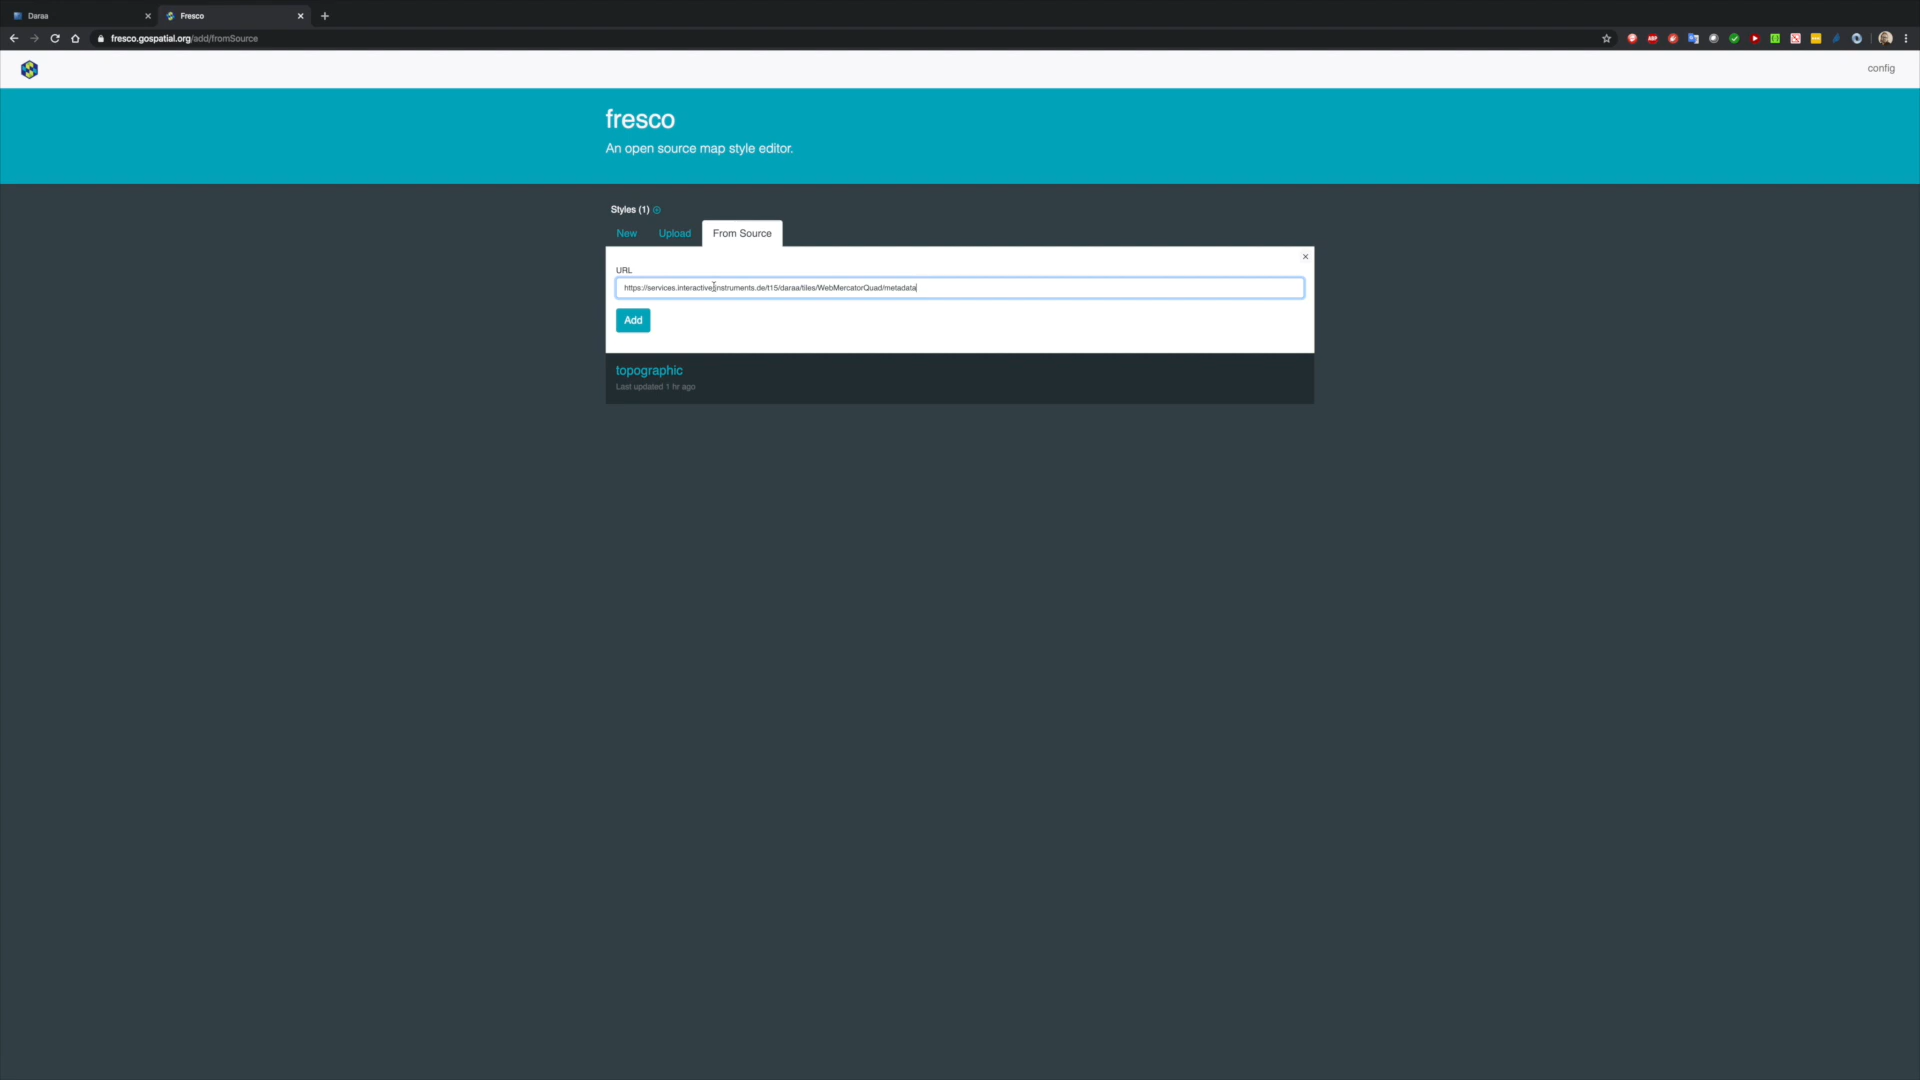 Daraa
Fresco
fresco.gospatial.org/add/fromSource
config
fresco
An open source map style editor.
Styles (1)
New
Upload
From Source
URL
https://services.interactive-instruments.de/t15/daraa/tiles/WebMercatorQuad/metadata
Add
topographic
Last updated 1 hr ago